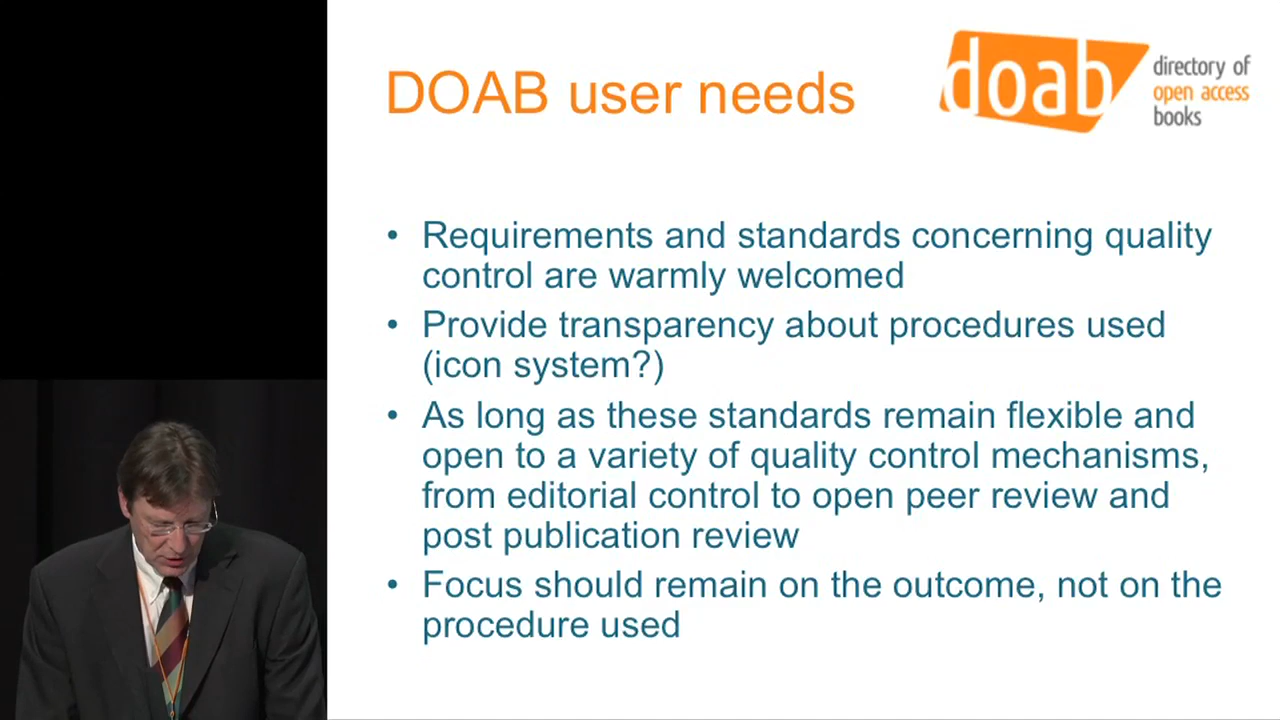 DOAB user needs
doab
directory of
open access
books
• Requirements and standards concerning quality
control are warmly welcomed
• Provide transparency about procedures used
(icon system?)
• As long as these standards remain flexible and
open to a variety of quality control mechanisms,
from editorial control to open peer review and
post publication review
• Focus should remain on the outcome, not on the
procedure used